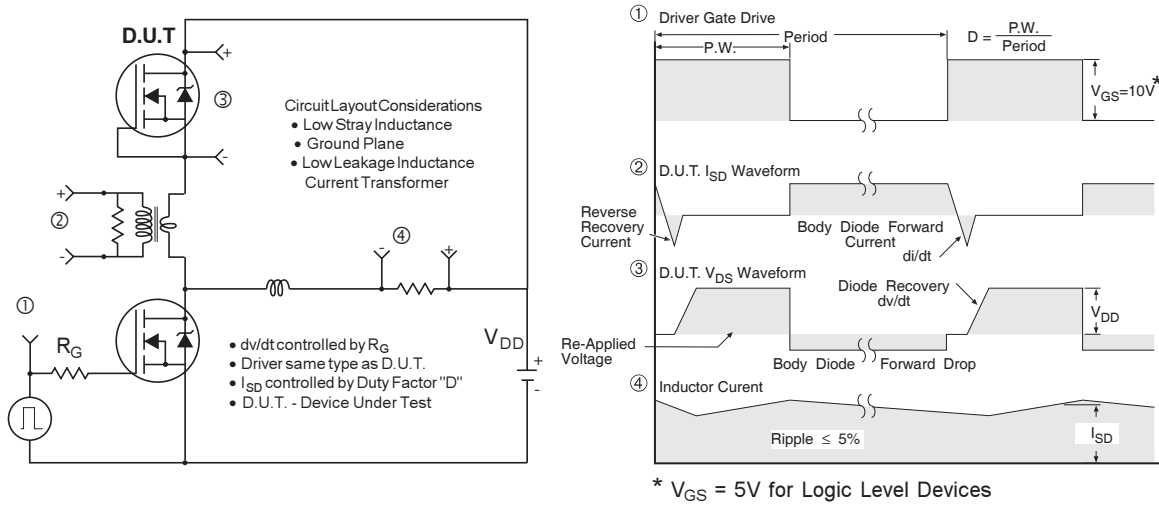 D.U.T
+
③
-
Circuit Layout Considerations
• Low Stray Inductance
• Ground Plane
• Low Leakage Inductance
Current Transformer
+
②
-
④
- +
①
R_G
• dv/dt controlled by R_G
• Driver same type as D.U.T.
• I_SD controlled by Duty Factor "D"
• D.U.T. - Device Under Test
V_DD
+
-
① Driver Gate Drive
P.W.
Period
D = P.W. / Period
V_GS=10V *
② D.U.T. I_SD Waveform
Reverse
Recovery
Current
Body Diode Forward
Current
di/dt
③ D.U.T. V_DS Waveform
Diode Recovery
dv/dt
V_DD
Re-Applied
Voltage
Body Diode Forward Drop
④ Inductor Curent
Ripple ≤ 5%
I_SD
* V_GS = 5V for Logic Level Devices